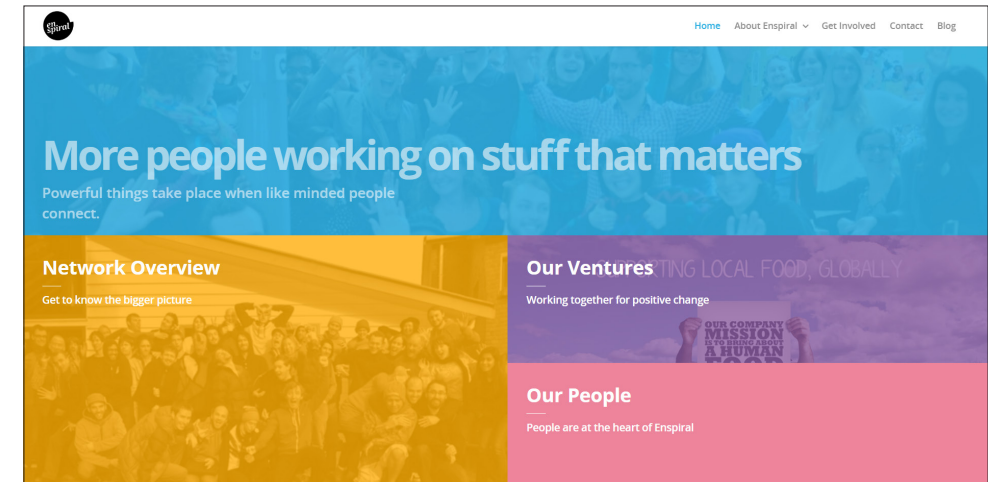 en
spiral
Home About Enspiral Get Involved Contact Blog
More people working on stuff that matters
Powerful things take place when like minded people
connect.
Network Overview
Get to know the bigger picture
Our Ventures
TING LOCAL FOOD, GLOBALLY
Working together for positive change
OUR COMPANY
MISSION
IS TO BRING ABOUT
A HUMAN
FOOD
Our People
People are at the heart of Enspiral